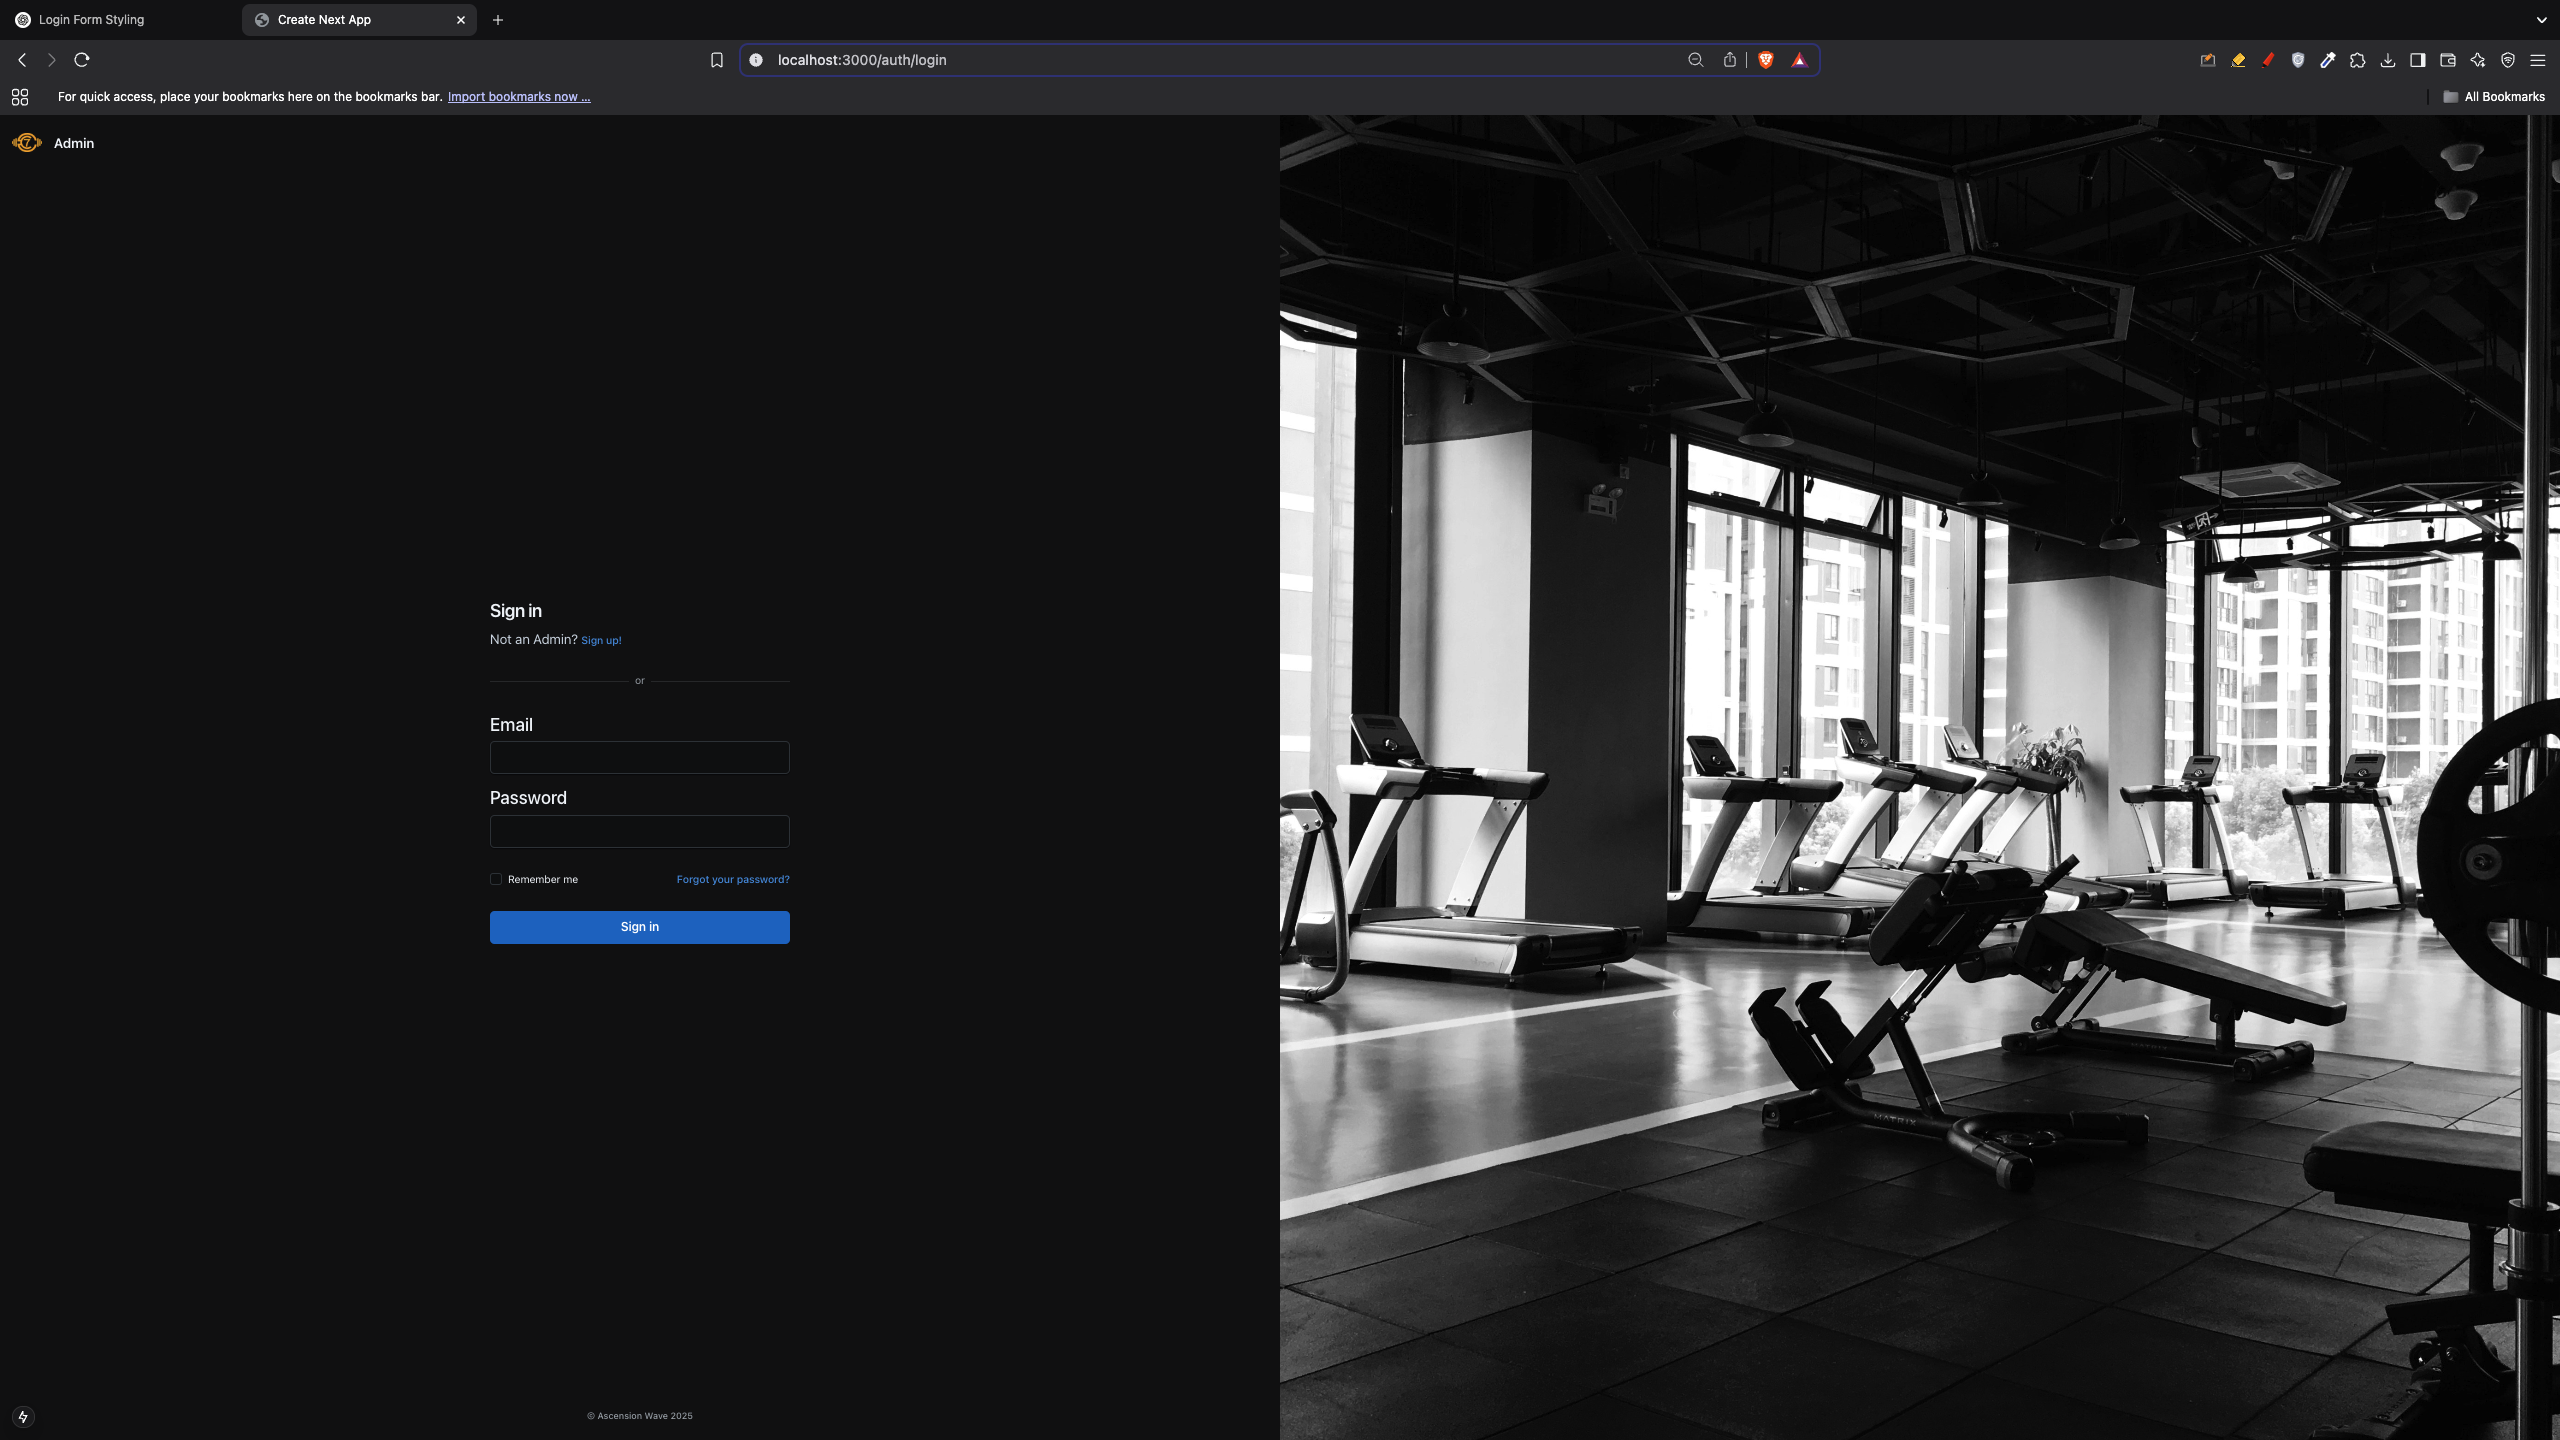 Login Form Styling
Create Next App
localhost:3000/auth/login
For quick access, place your bookmarks here on the bookmarks bar. Import bookmarks now ...
All Bookmarks
Admin
Sign in
Not an Admin? Sign up!
or
Email
Password
Remember me
Forgot your password?
Sign in
© Ascension Wave 2025
MATRIX